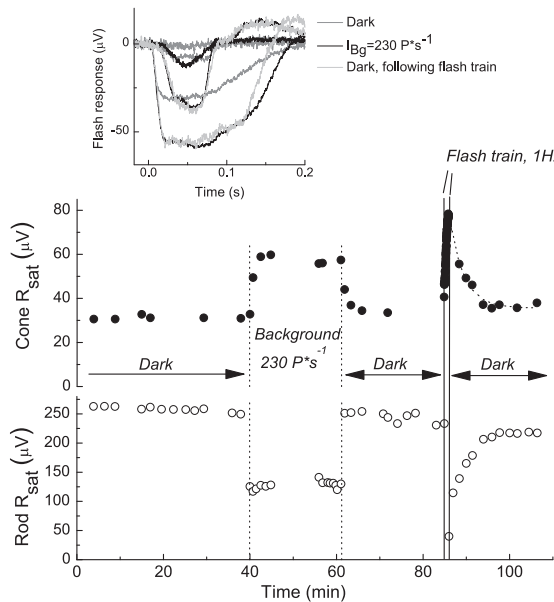 Dark
I_Bg=230 P*s⁻¹
Dark, following flash train
Flash response (µV)
0
-50
0.0
0.1
0.2
Time (s)
Flash train, 1H
Cone R_sat (µV)
80
60
40
20
0
Background
230 P*s⁻¹
Dark
Dark
Dark
Rod R_sat (µV)
250
200
150
100
50
0
0
20
40
60
80
100
Time (min)